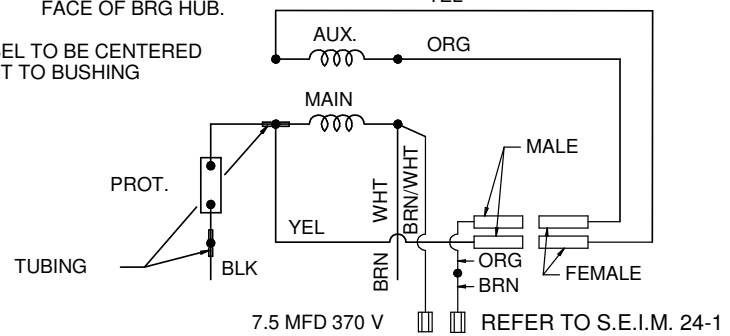 FACE OF BRG HUB.
AUX.
ORG
T TO BUSHING
TO BE CENTERED
MAIN
MALE
PROT.
WHT
BRN/WHT
YEL
TUBING
BLK
BRN
ORG
BRN
FEMALE
7.5 MFD 370 V
REFER TO S.E.I.M. 24-1